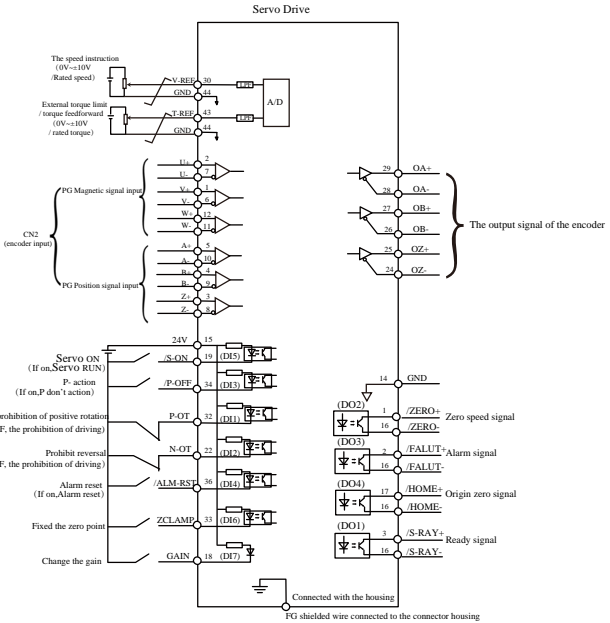 Servo Drive
The speed instruction
(0V~±10V
/Rated speed)
V-REF 30
GND 44
LPF
A/D
External torque limit
/ torque feedforward
(0V~±10V
/ rated torque)
T-REF 43
GND 44
LPF
CN2
(encoder input)
PG Magnetic signal input
U+ 2
U- 7
V+ 1
V- 6
W+ 12
W- 11
PG Position signal input
A+ 5
A- 10
B+ 4
B- 9
Z+ 3
Z- 8
29 OA+
28 OA-
27 OB+
26 OB-
25 OZ+
24 OZ-
The output signal of the encoder
24V 15
Servo ON
(If on,Servo RUN)
/S-ON 19 (DI5)
P- action
(If on,P don't action)
/P-OFF 34 (DI3)
prohibition of positive rotation
F, the prohibition of driving)
P-OT 32 (DI1)
Prohibit reversal
F, the prohibition of driving)
N-OT 22 (DI2)
Alarm reset
(If on,Alarm reset)
/ALM-RST 36 (DI4)
Fixed the zero point
ZCLAMP 33 (DI6)
Change the gain
GAIN 18 (DI7)
14 GND
(DO2)
1 /ZERO+
16 /ZERO-
Zero speed signal
(DO3)
2 /FALUT+
16 /FALUT-
Alarm signal
(DO4)
17 /HOME+
16 /HOME-
Origin zero signal
(DO1)
3 /S-RAY+
16 /S-RAY-
Ready signal
Connected with the housing
FG shielded wire connected to the connector housing